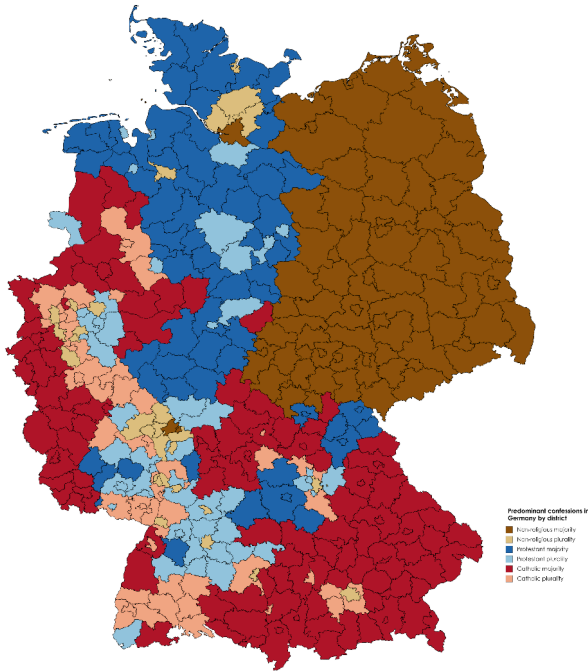 Predominant confessions in
Germany by district
Nonreligious majority
Nonreligious plurality
Protestant majority
Protestant plurality
Catholic majority
Catholic plurality